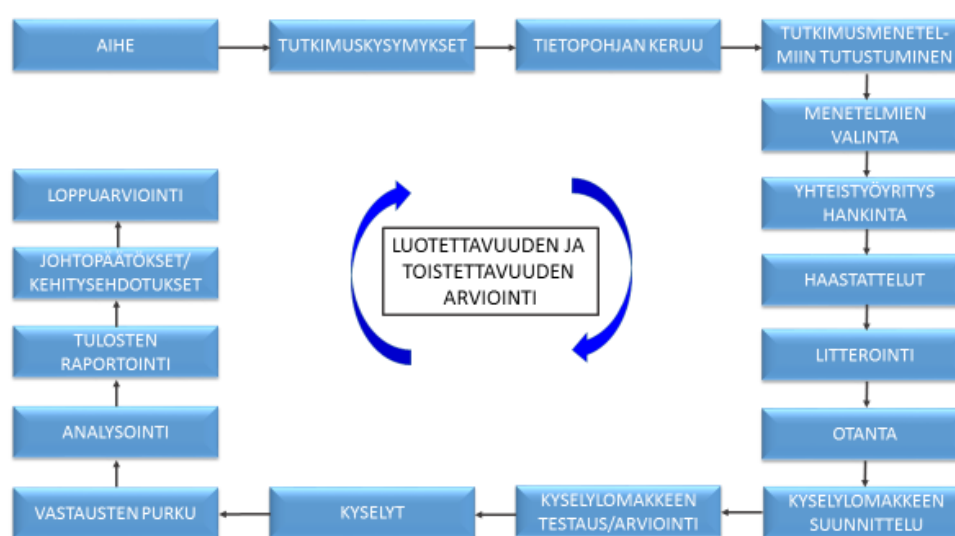 AIHE
TUTKIMUSKYSYMYKSET
TIETOPOHJAN KERUU
TUTKIMUSMENETEL-
MIIN TUTUSTUMINEN
MENETELMIEN
VALINTA
YHTEISTYÖYRITYS
HANKINTA
HAASTATTELUT
LITTEROINTI
OTANTA
KYSELYLOMAKKEEN
SUUNNITTELU
KYSELYLOMAKKEEN
TESTAUS/ARVIOINTI
KYSELYT
VASTAUSTEN PURKU
ANALYSOINTI
TULOSTEN
RAPORTOINTI
JOHTOPÄÄTÖKSET/
KEHITYSEHDOTUKSET
LOPPUARVIOINTI
LUOTETTAVUUDEN JA
TOISTETTAVUUDEN
ARVIOINTI